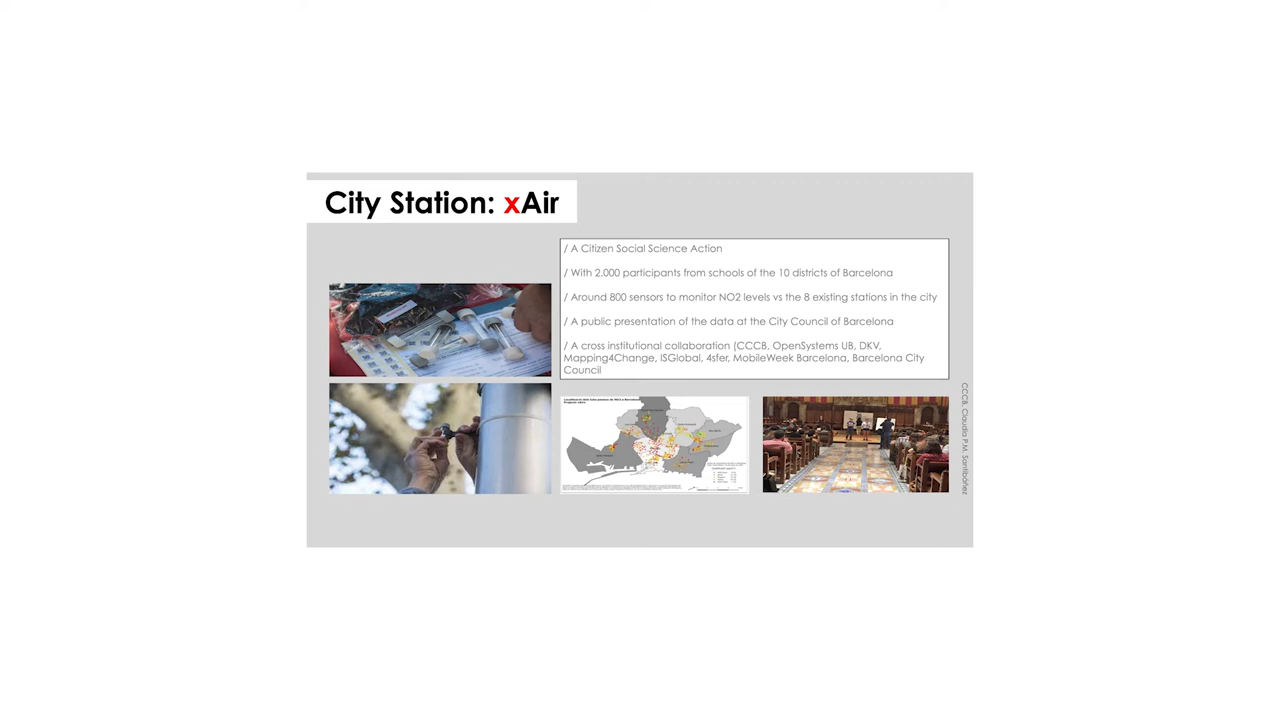 City Station: xAir
/ A Citizen Social Science Action
/ With 2.000 participants from schools of the 10 districts of Barcelona
/ Around 800 sensors to monitor NO2 levels vs the 8 existing stations in the city
/ A public presentation of the data at the City Council of Barcelona
/ A cross institutional collaboration (CCCB, OpenSystems UB, DKV,
Mapping4Change, ISGlobal, 4sfer, MobileWeek Barcelona, Barcelona City
Council
CCCB, Claudia P.M. Santibáñez